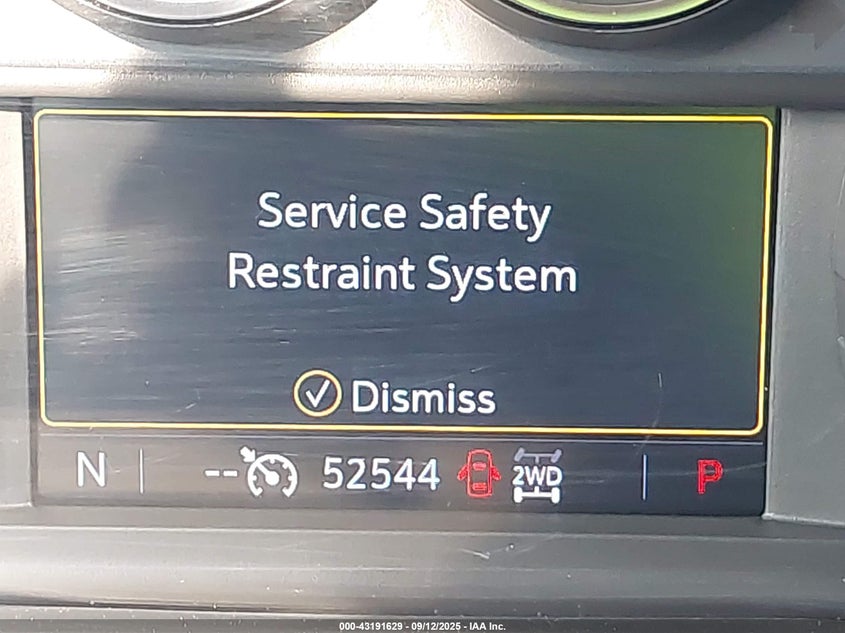 Service Safety
Restraint System
Dismiss
N -- 52544 2WD P
000-43191629 - 09/12/2025 - IAA Inc.